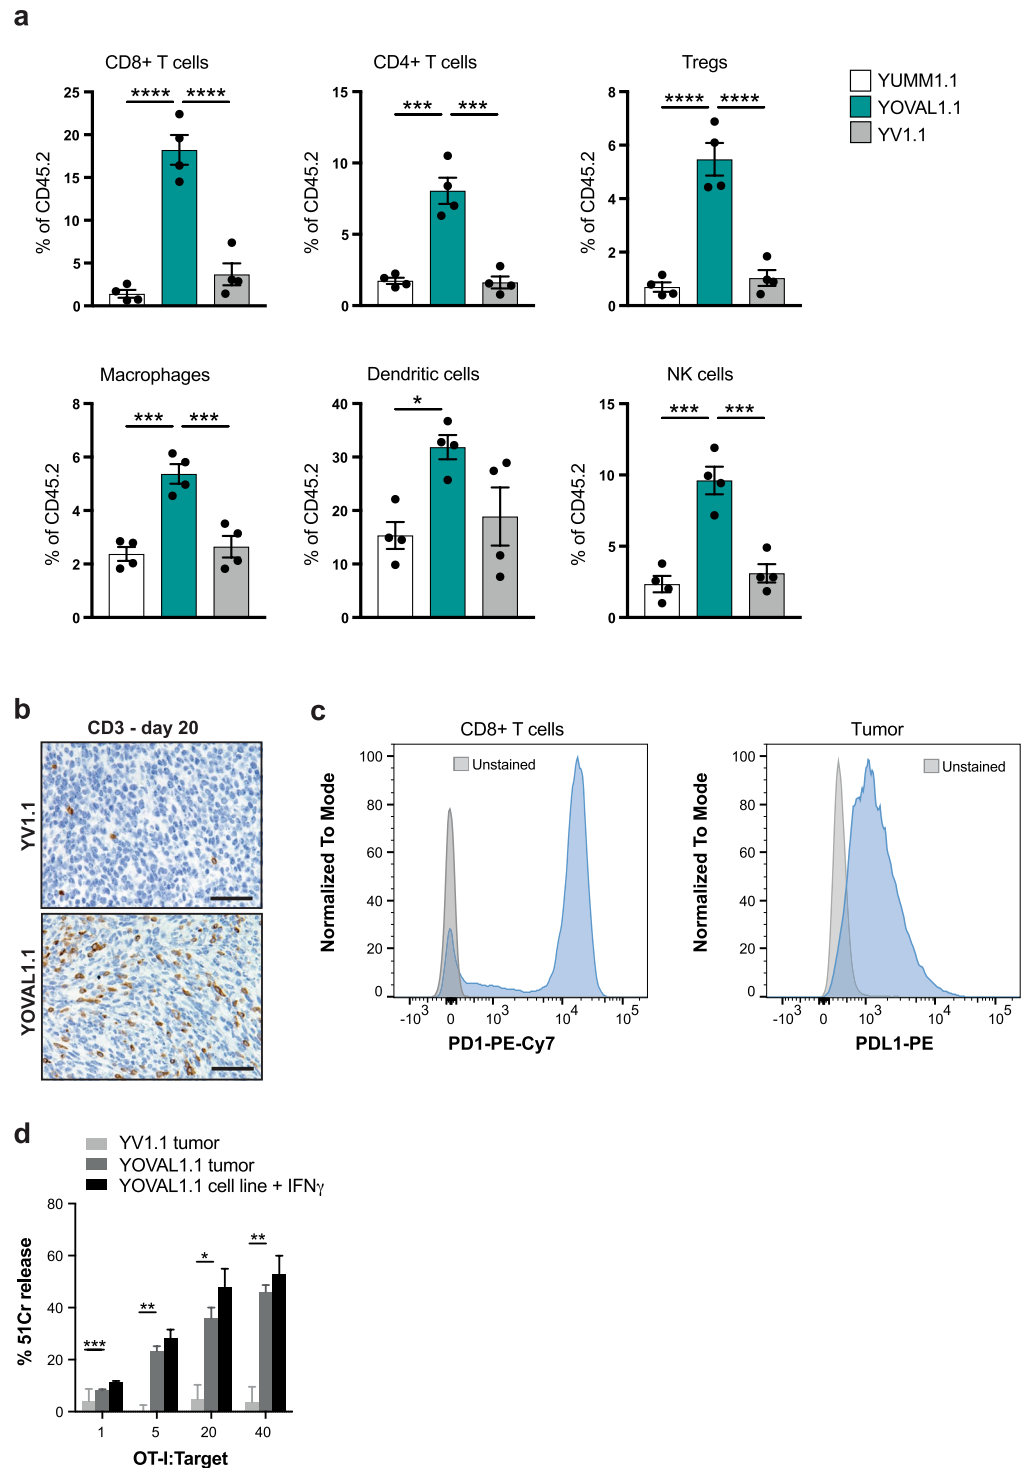 a
CD8+ T cells
CD4+ T cells
Tregs
YUMM1.1
YOVAL1.1
YV1.1
% of CD45.2
25
20
15
10
5
0
**** ****
% of CD45.2
15
10
5
0
*** ***
% of CD45.2
8
6
4
2
0
**** ****
Macrophages
Dendritic cells
NK cells
% of CD45.2
8
6
4
2
0
*** ***
% of CD45.2
40
30
20
10
0
*
% of CD45.2
15
10
5
0
*** ***
b
CD3 - day 20
YV1.1
YOVAL1.1
c
CD8+ T cells
Unstained
Normalized To Mode
100
80
60
40
20
0
-10³ 0 10³ 10⁴ 10⁵
PD1-PE-Cy7
Tumor
Unstained
Normalized To Mode
100
80
60
40
20
0
-10³ 0 10³ 10⁴ 10⁵
PDL1-PE
d
YV1.1 tumor
YOVAL1.1 tumor
YOVAL1.1 cell line + IFNγ
% 51Cr release
80
60
40
20
0
*** ** * **
1 5 20 40
OT-I:Target